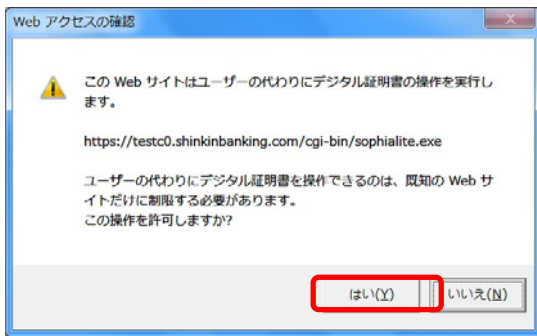 Web アクセスの確認
この Web サイトはユーザーの代わりにデジタル証明書の操作を実行し
ます。
https://testc0.shinkinbanking.com/cgi-bin/sophialite.exe
ユーザーの代わりにデジタル証明書を操作できるのは、既知の Web サ
イトだけに制限する必要があります。
この操作を許可しますか?
はい(Y) いいえ(N)